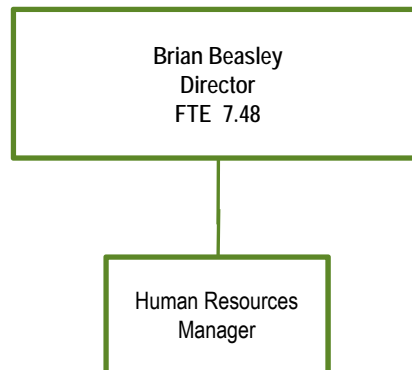 Brian Beasley
Director
FTE 7.48
Human Resources
Manager